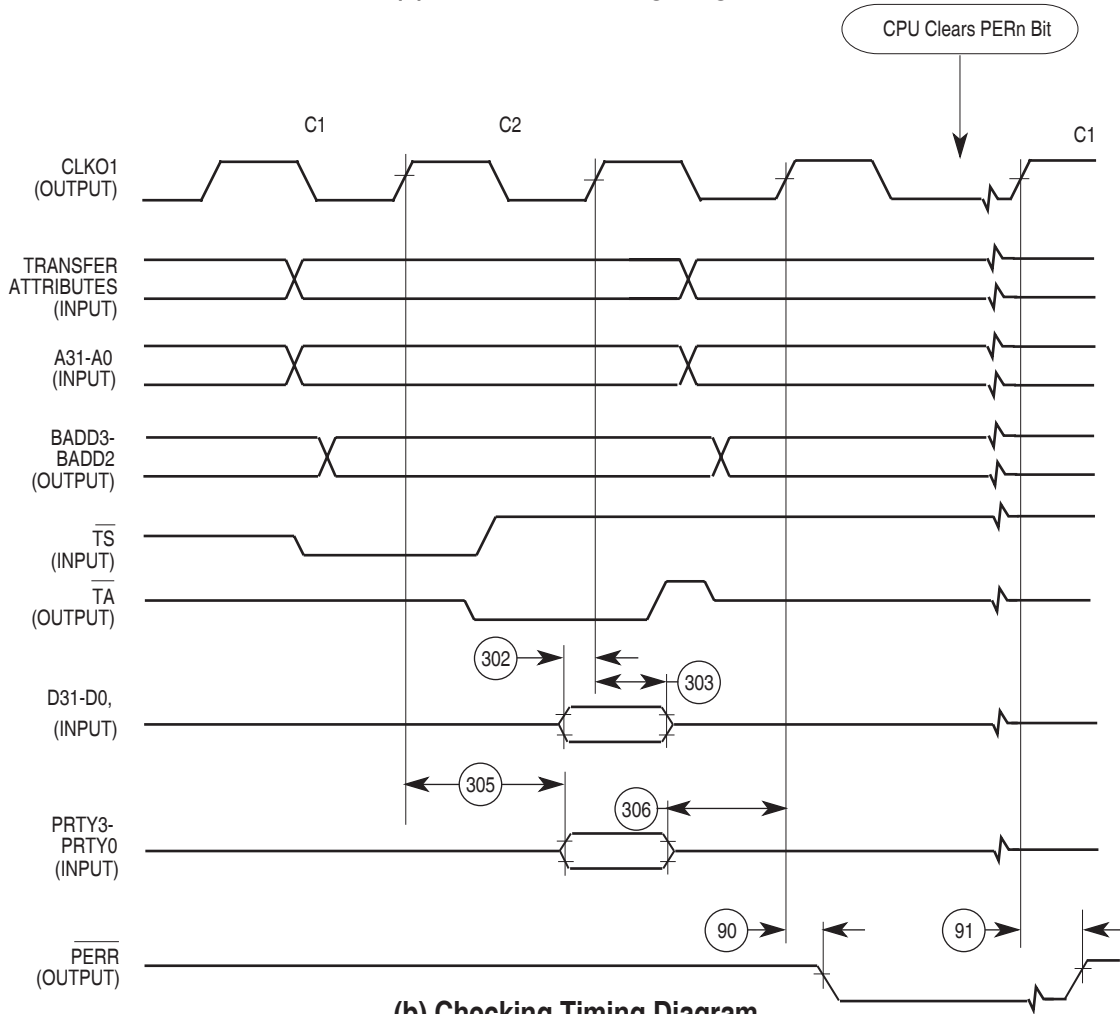 CPU Clears PERn Bit
C1
C2
C1
CLKO1
(OUTPUT)
TRANSFER
ATTRIBUTES
(INPUT)
A31-A0
(INPUT)
BADD3-
BADD2
(OUTPUT)
TS
(INPUT)
TA
(OUTPUT)
302
303
D31-D0,
(INPUT)
305
306
PRTY3-
PRTY0
(INPUT)
90
91
PERR
(OUTPUT)
(b) Checking Timing Diagram